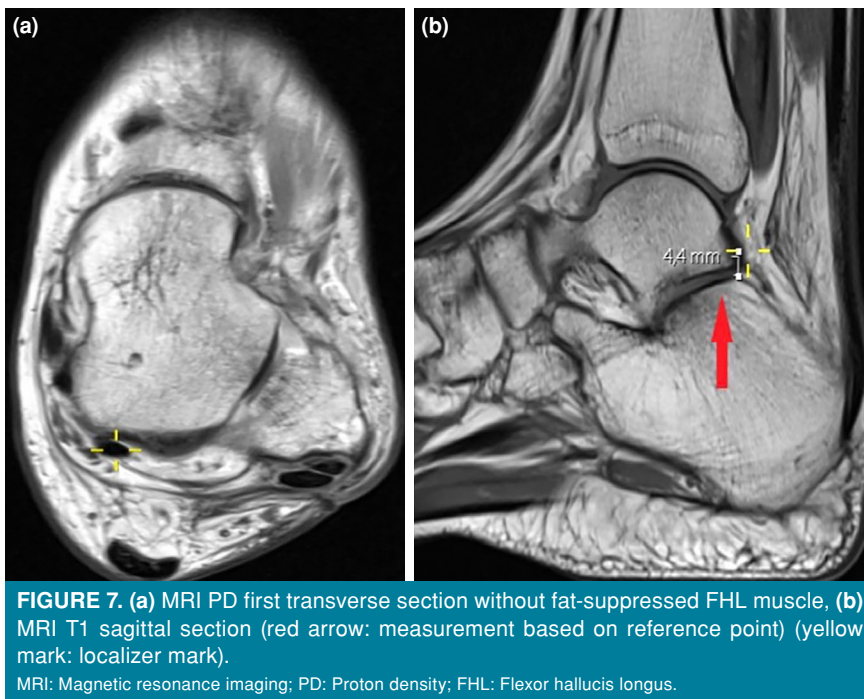 (a)
(b)
4,4 mm
FIGURE 7. (a) MRI PD first transverse section without fat-suppressed FHL muscle, (b)
MRI T1 sagittal section (red arrow: measurement based on reference point) (yellow
mark: localizer mark).
MRI: Magnetic resonance imaging; PD: Proton density; FHL: Flexor hallucis longus.